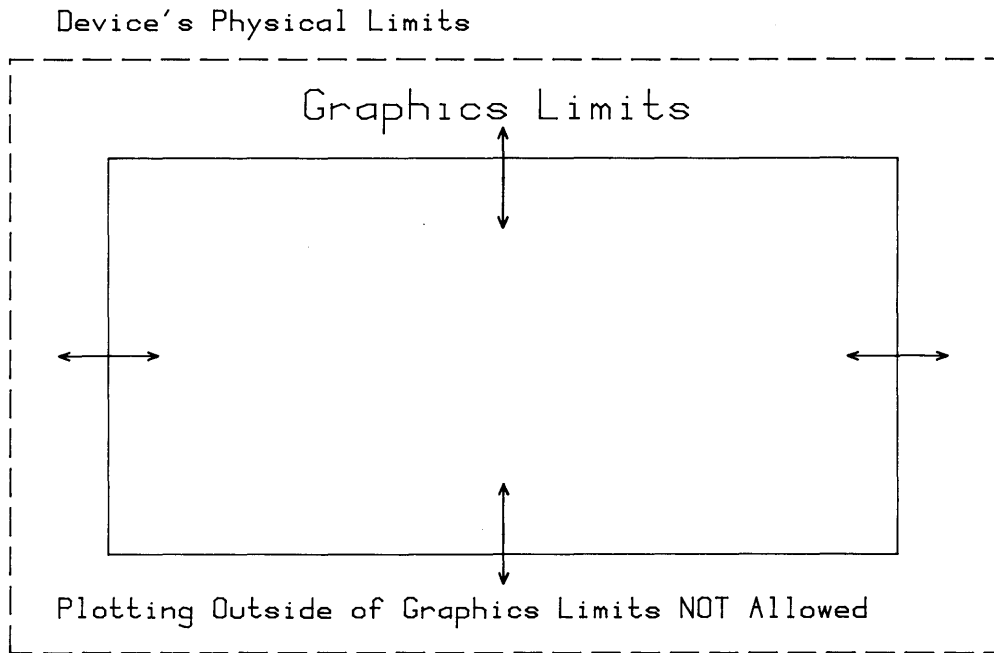 Device's Physical Limits
Graphics Limits
Plotting Outside of Graphics Limits NOT Allowed